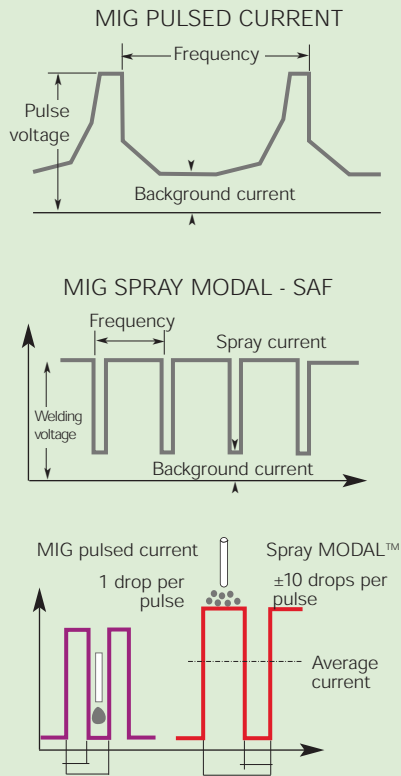 MIG PULSED CURRENT
Frequency
Pulse
voltage
Background current
MIG SPRAY MODAL - SAF
Frequency
Spray current
Welding
voltage
Background current
MIG pulsed current
1 drop per
pulse
Spray MODAL™
±10 drops per
pulse
Average
current